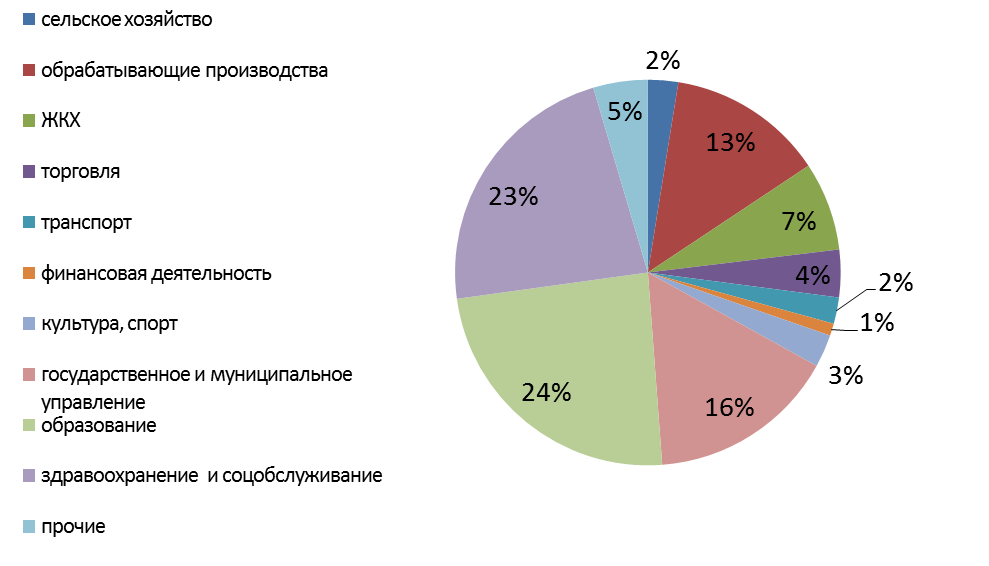 сельское хозяйство
обрабатывающие производства
ЖКХ
торговля
транспорт
финансовая деятельность
культура, спорт
государственное и муниципальное
управление
образование
здравоохранение и соцобслуживание
прочие
2%
13%
7%
4%
2%
1%
3%
16%
24%
23%
5%